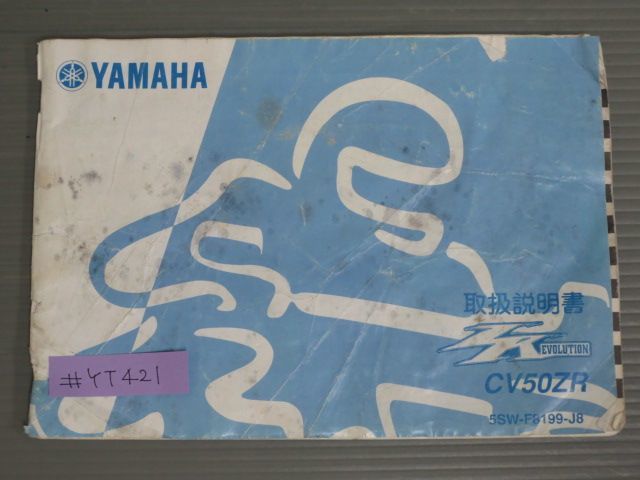 YAMAHA
取扱説明書
ZR
EVOLUTION
CV50ZR
5SW-F8199-J8
#YT421